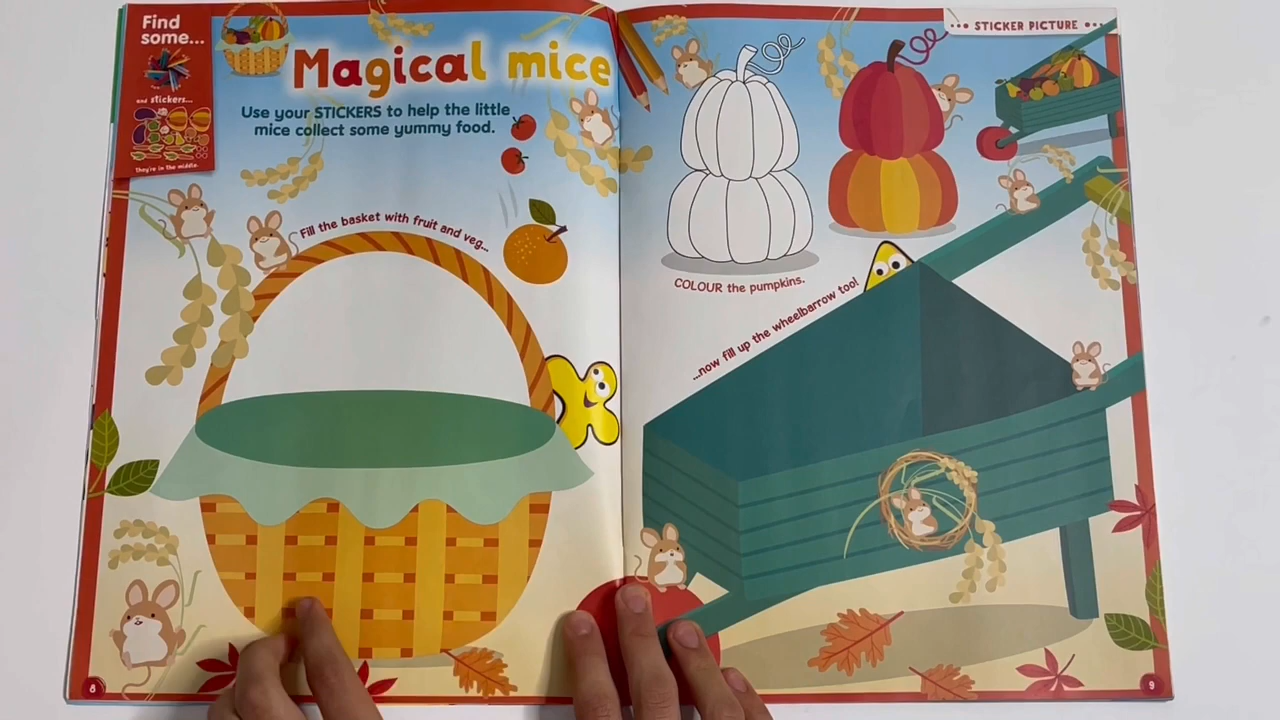 Find
some...
and stickers...
They're in the middle.
Magical mice
Use your STICKERS to help the little
mice collect some yummy food.
Fill the basket with fruit and veg...
8
STICKER PICTURE
COLOUR the pumpkins.
...now fill up the wheelbarrow too!
9